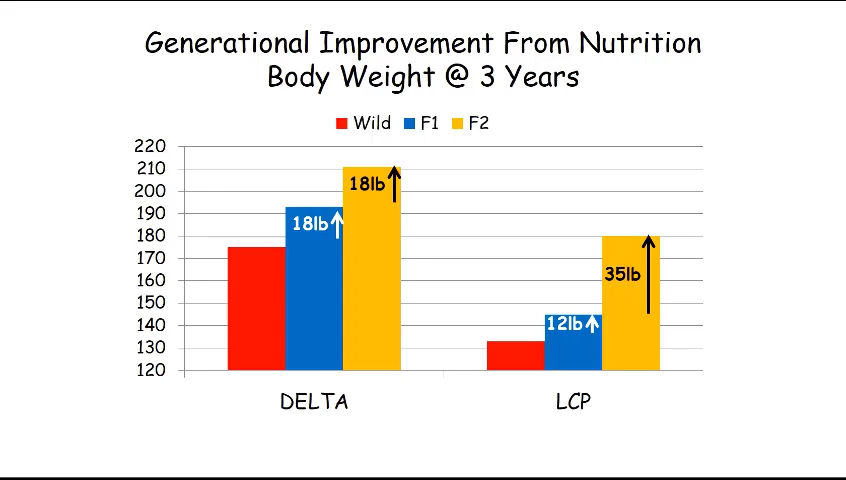 Generational Improvement From Nutrition
Body Weight @ 3 Years
Wild F1 F2
220
210
200
190
180
170
160
150
140
130
120
18lb
18lb
35lb
12lb
DELTA LCP